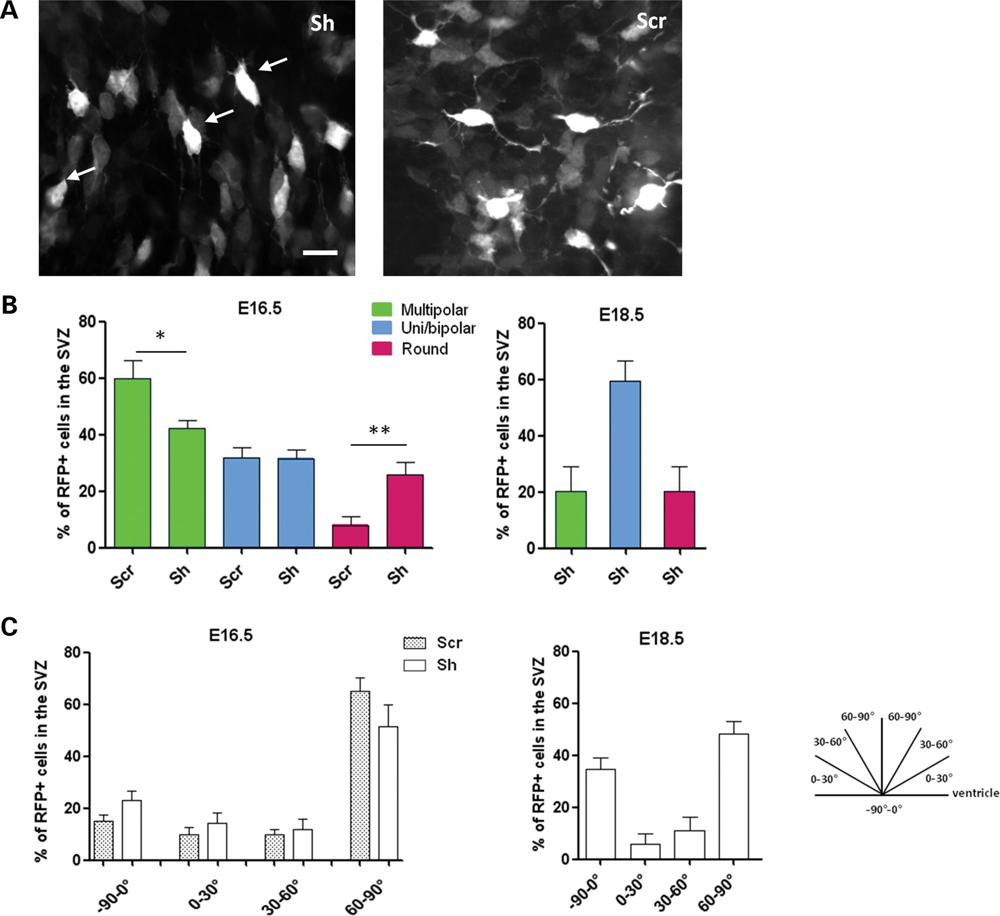 A
Sh
Scr
B
E16.5
% of RFP+ cells in the SVZ
80
60
40
20
0
*
**
Scr
Sh
Scr
Sh
Scr
Sh
Multipolar
Uni/bipolar
Round
E18.5
% of RFP+ cells in the SVZ
80
60
40
20
0
Sh
Sh
Sh
C
E16.5
% of RFP+ cells in the SVZ
80
60
40
20
0
-90-0°
0-30°
30-60°
60-90°
Scr
Sh
E18.5
% of RFP+ cells in the SVZ
80
60
40
20
0
-90-0°
0-30°
30-60°
60-90°
60-90° 60-90°
30-60° 30-60°
0-30° 0-30°
ventricle
-90°-0°